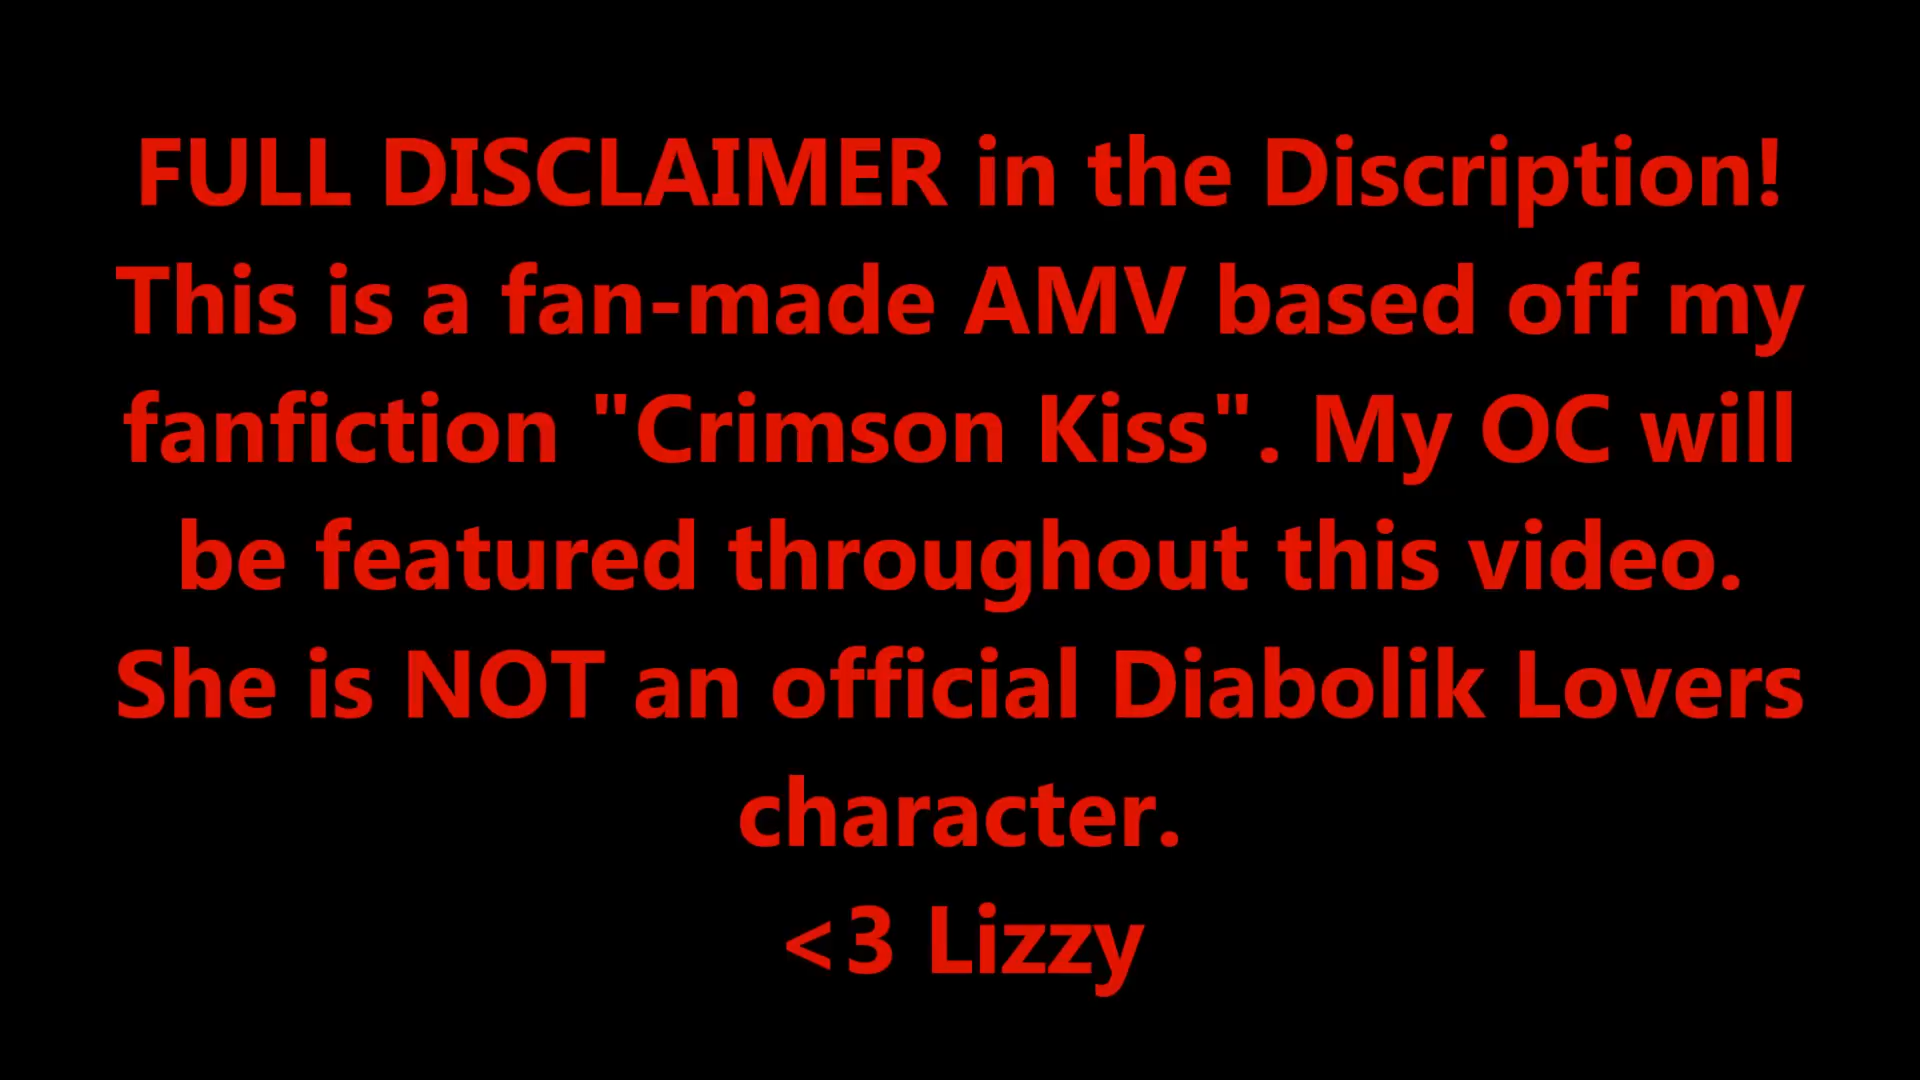 FULL DISCLAIMER in the Discription!
This is a fan-made AMV based off my
fanfiction "Crimson Kiss". My OC will
be featured throughout this video.
She is NOT an official Diabolik Lovers
character.
<3 Lizzy